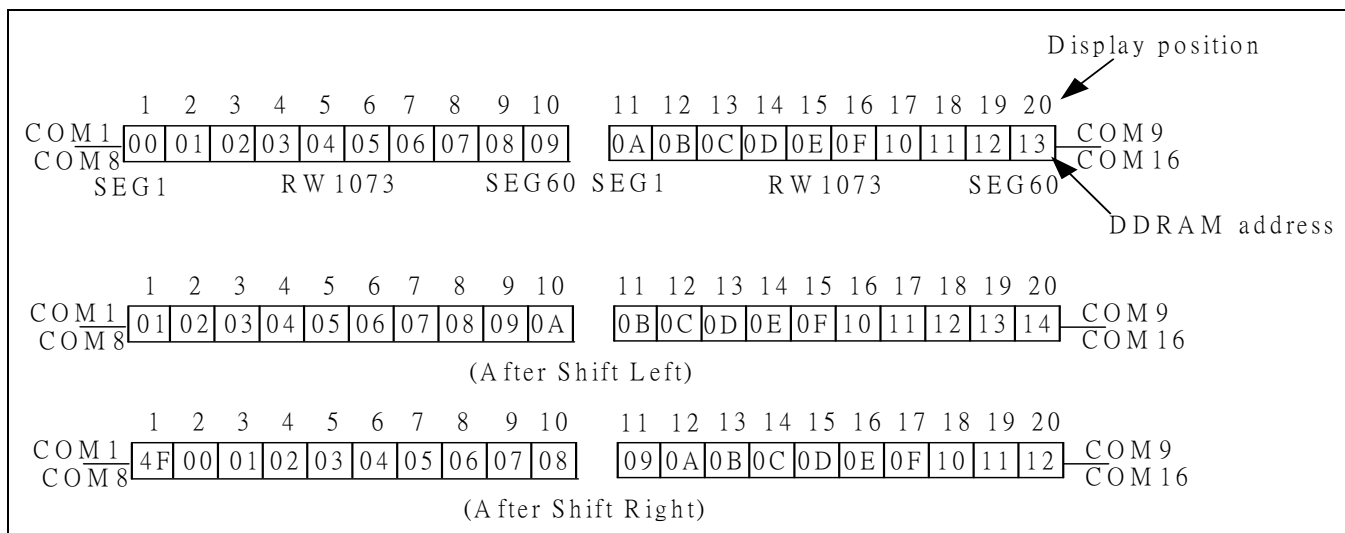 Display position
1 2 3 4 5 6 7 8 9 10 11 12 13 14 15 16 17 18 19 20
COM1 00 01 02 03 04 05 06 07 08 09 0A 0B 0C 0D 0E 0F 10 11 12 13 COM9
COM8 COM16
SEG1 RW1073 SEG60 SEG1 RW1073 SEG60
DDRAM address
1 2 3 4 5 6 7 8 9 10 11 12 13 14 15 16 17 18 19 20
COM1 01 02 03 04 05 06 07 08 09 0A 0B 0C 0D 0E 0F 10 11 12 13 14 COM9
COM8 COM16
(After Shift Left)
1 2 3 4 5 6 7 8 9 10 11 12 13 14 15 16 17 18 19 20
COM1 4F 00 01 02 03 04 05 06 07 08 09 0A 0B 0C 0D 0E 0F 10 11 12 COM9
COM8 COM16
(After Shift Right)